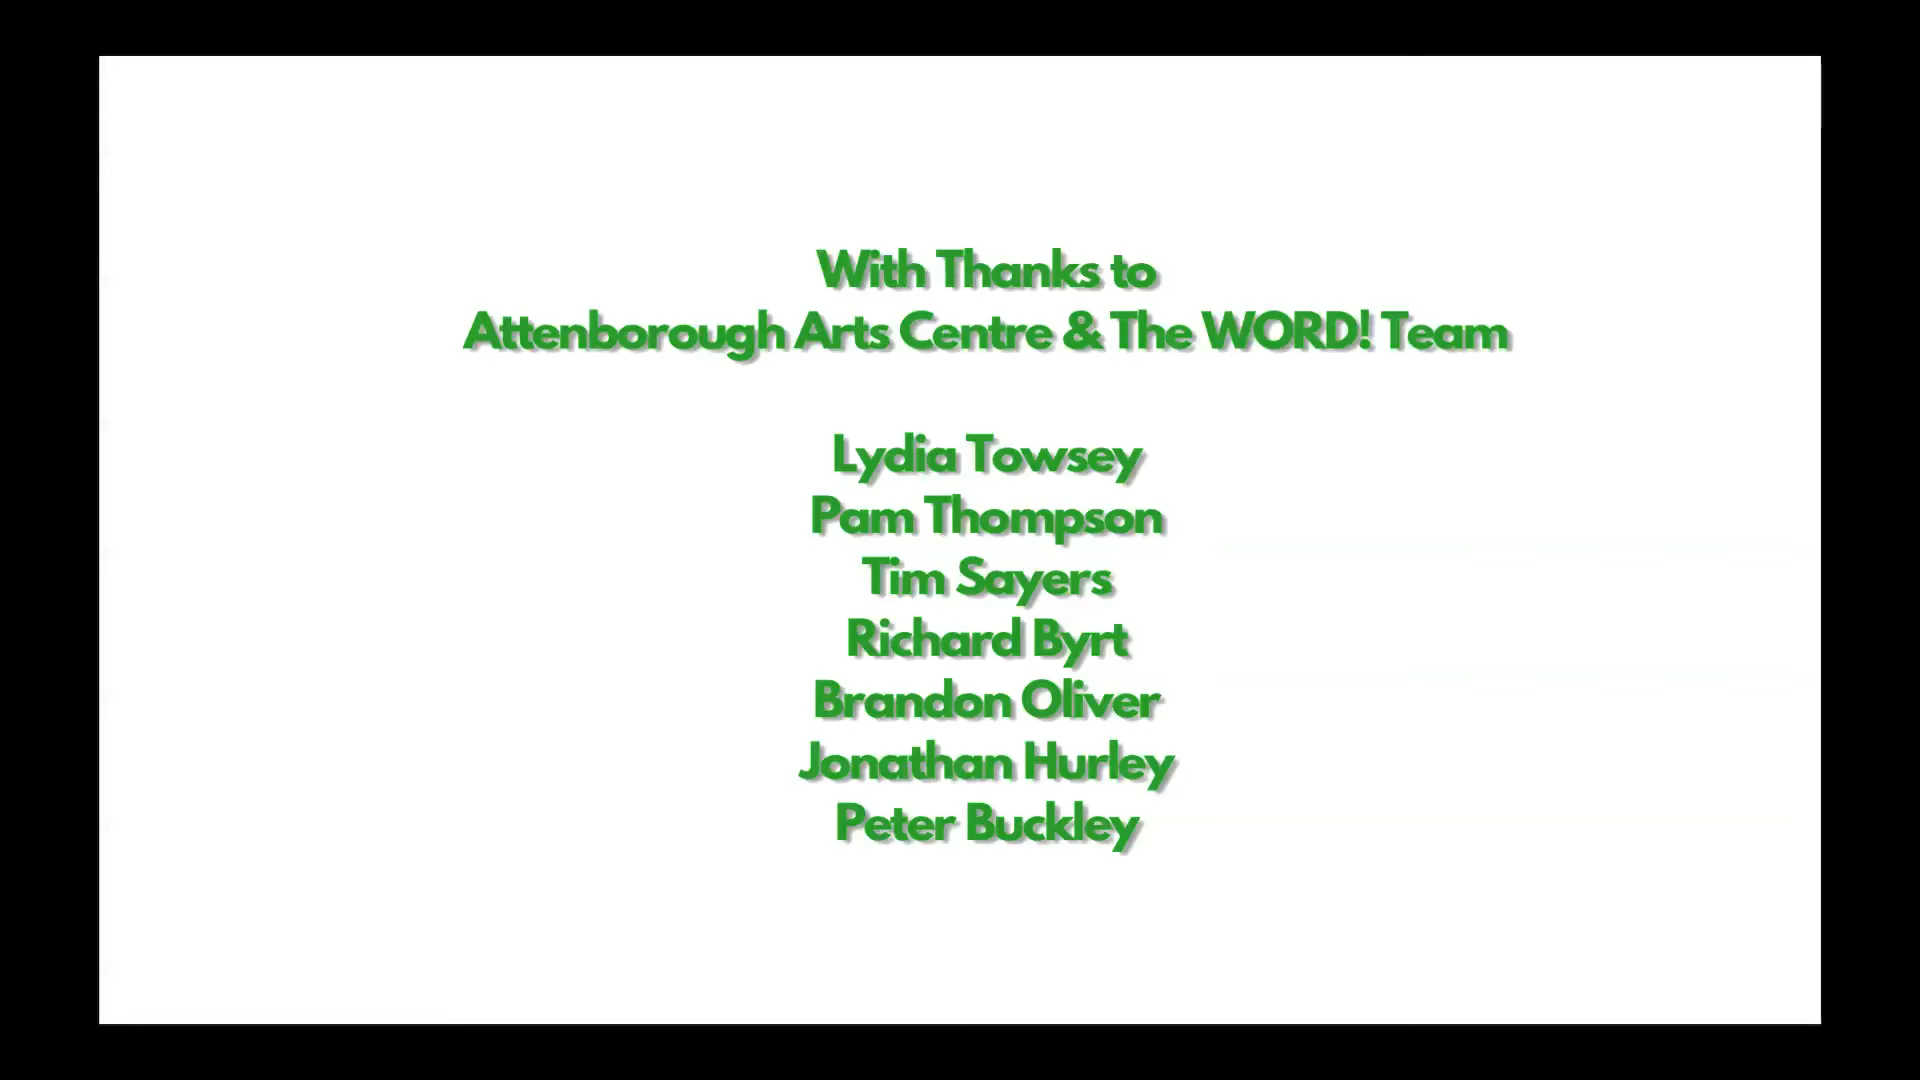 With Thanks to
Attenborough Arts Centre & The WORD! Team
Lydia Towsey
Pam Thompson
Tim Sayers
Richard Byrt
Brandon Oliver
Jonathan Hurley
Peter Buckley